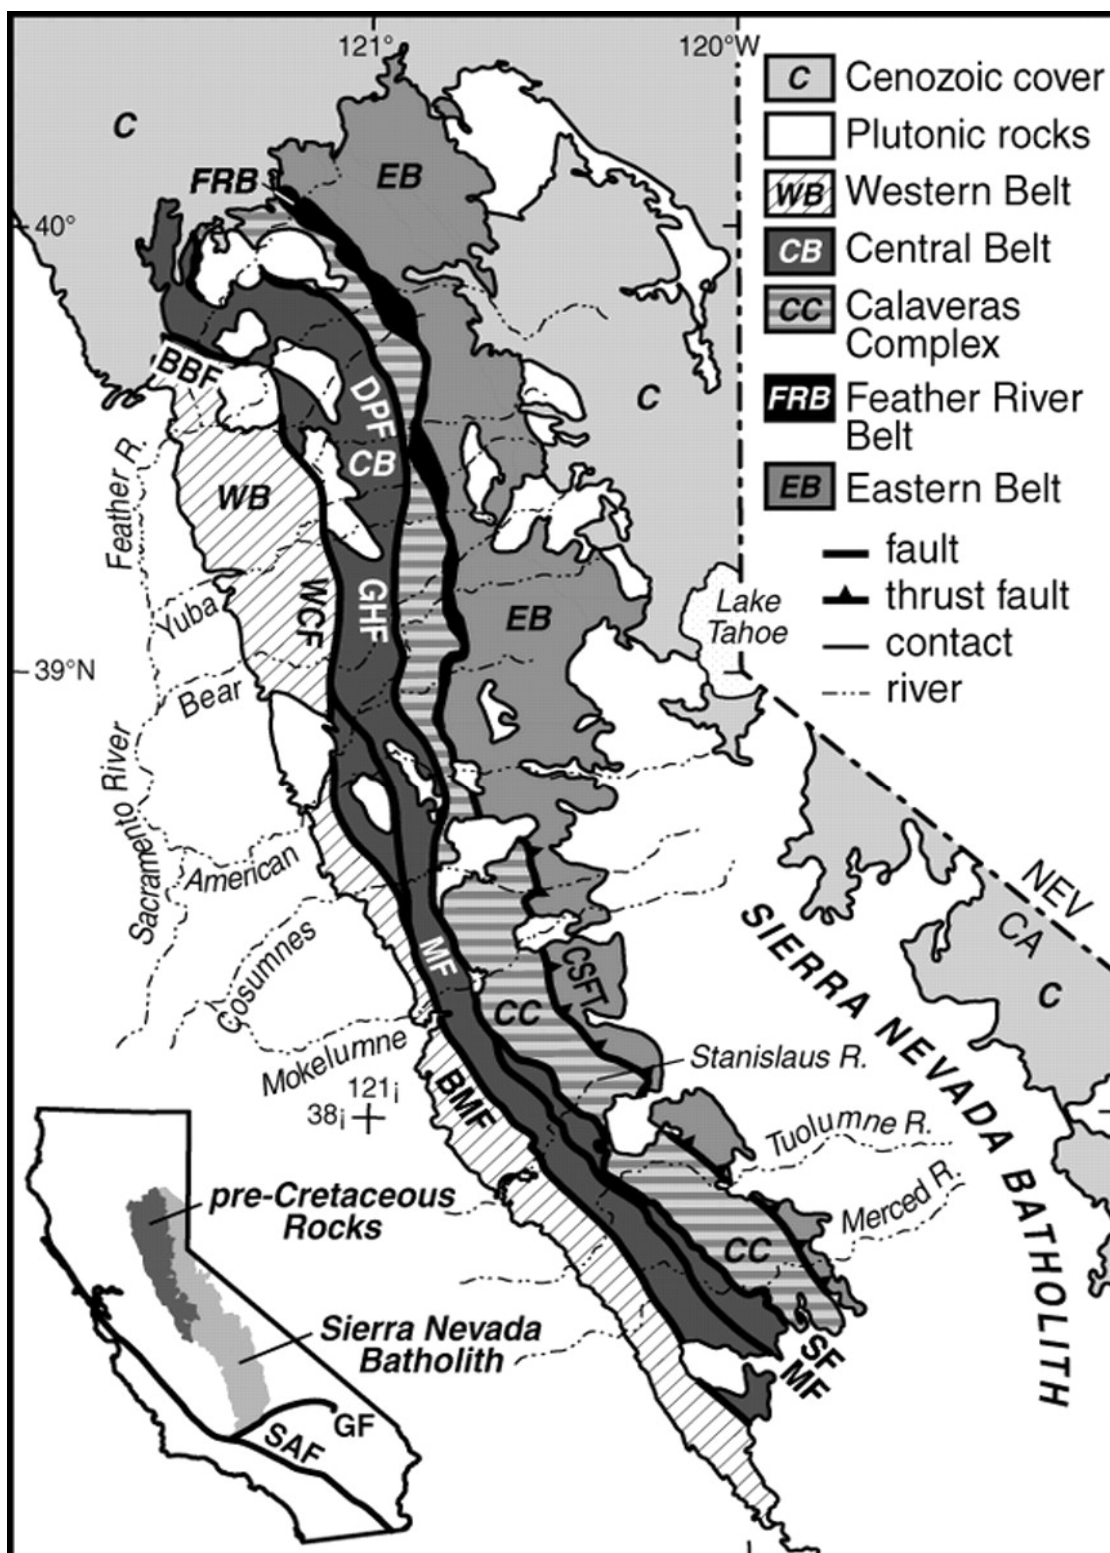 121°
120°W
C
FRB
EB
40°
BBF
DPF
CB
WB
Feather R.
C
GHF
WCF
EB
Yuba
Lake
Tahoe
39°N
Bear
Sacramento River
American
Cosumnes
MF
CSFT
CC
Mokelumne
Stanislaus R.
BMF
121¡
38¡
Tuolumne R.
Merced R.
CC
SF
MF
SIERRA NEVADA BATHOLITH
NEV
CA
C
C Cenozoic cover
Plutonic rocks
WB Western Belt
CB Central Belt
CC Calaveras
Complex
FRB Feather River
Belt
EB Eastern Belt
fault
thrust fault
contact
river
pre-Cretaceous
Rocks
Sierra Nevada
Batholith
GF
SAF